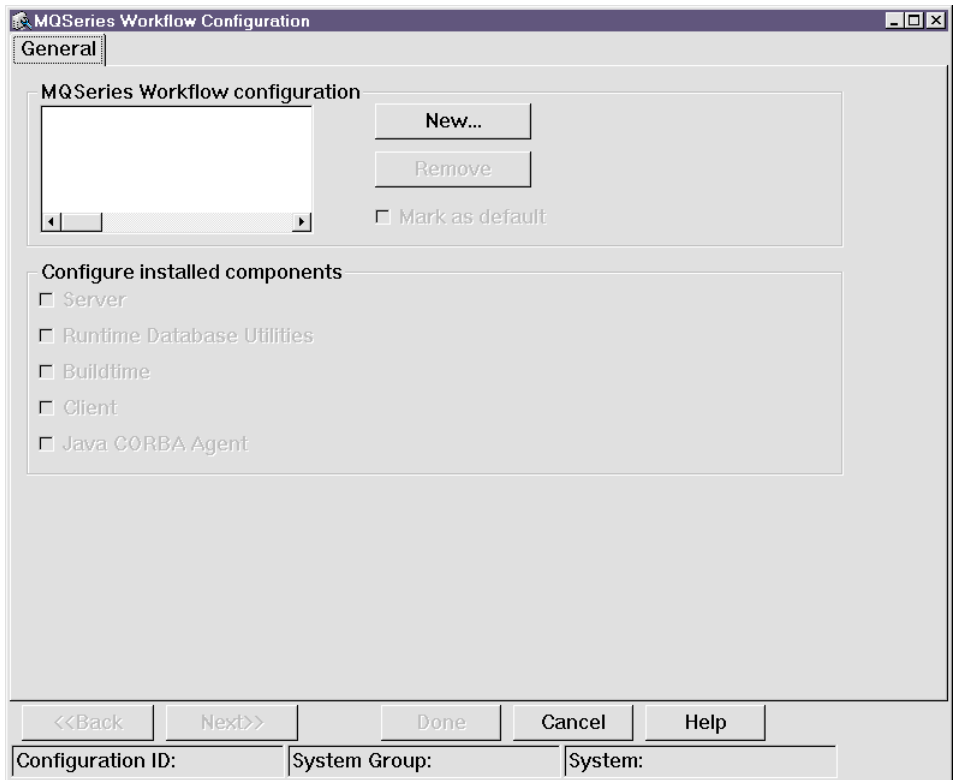 MQSeries Workflow Configuration
General
MQSeries Workflow configuration
New...
Remove
Mark as default
Configure installed components
Server
Runtime Database Utilities
Buildtime
Client
Java CORBA Agent
<<Back Next>> Done Cancel Help
Configuration ID: System Group: System: